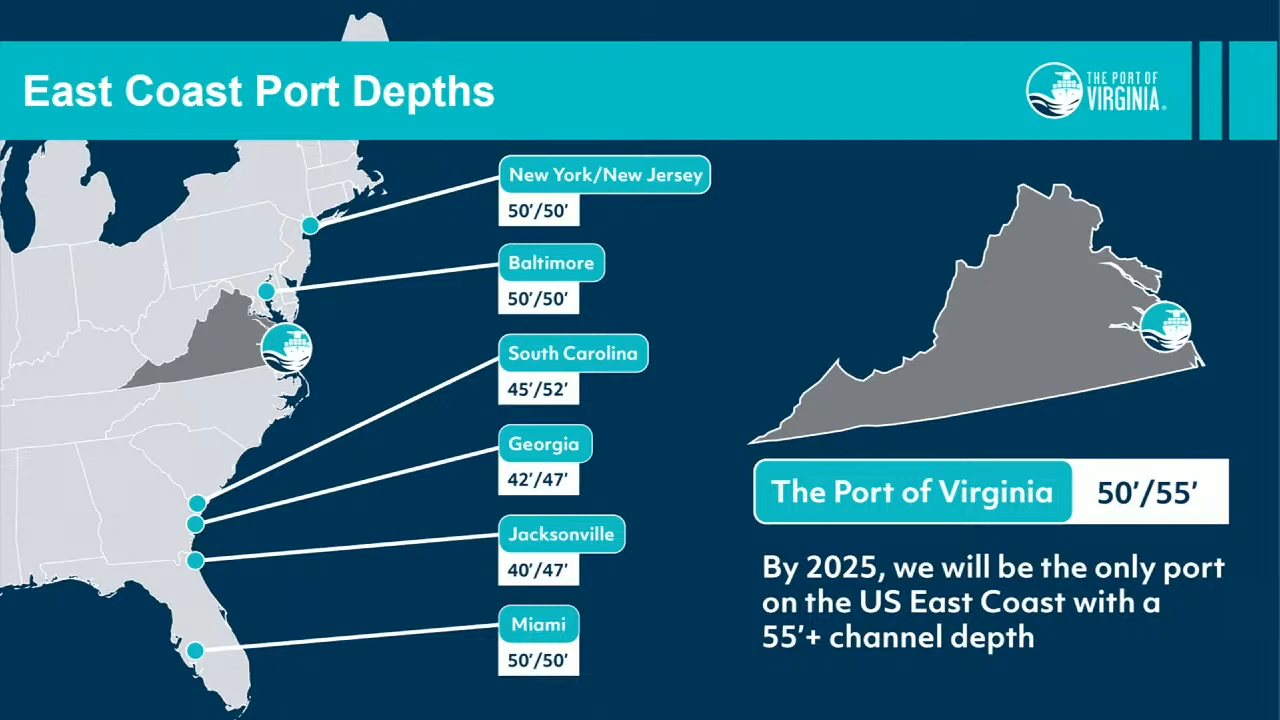 East Coast Port Depths
THE PORT OF
VIRGINIA®
New York/New Jersey
50'/50'
Baltimore
50'/50'
South Carolina
45'/52'
Georgia
42'/47'
Jacksonville
40'/47'
Miami
50'/50'
The Port of Virginia 50'/55'
By 2025, we will be the only port
on the US East Coast with a
55'+ channel depth